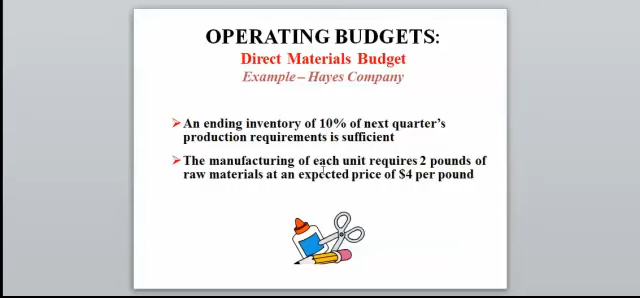 OPERATING BUDGETS:
Direct Materials Budget
Example – Hayes Company
An ending inventory of 10% of next quarter's
production requirements is sufficient
The manufacturing of each unit requires 2 pounds of
raw materials at an expected price of $4 per pound